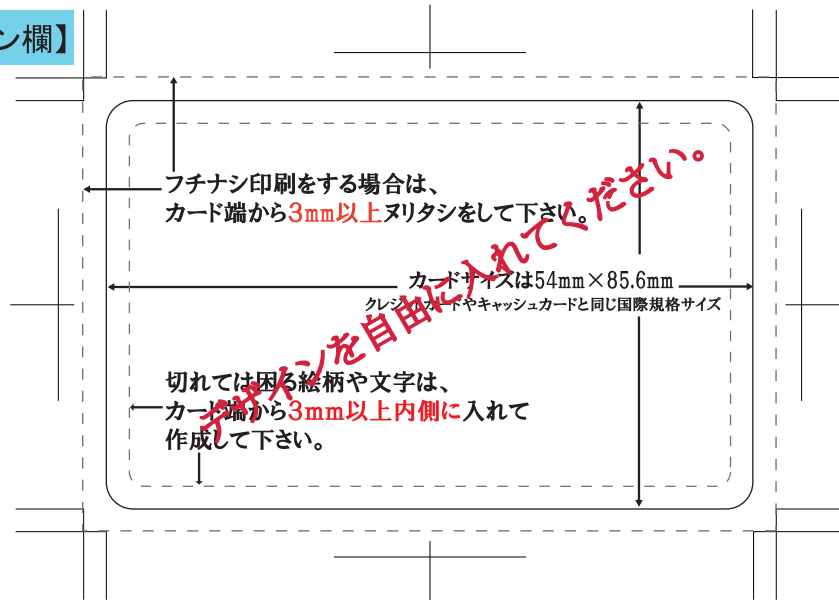 ン欄】
フチナシ印刷をする場合は、
カード端から3mm以上ヌリタシをして下さい。
カードサイズは54mm×85.6mm
クレジットカードやキャッシュカードと同じ国際規格サイズ
デザインを自由に入れてください。
切れては困る絵柄や文字は、
カード端から3mm以上内側に入れて
作成して下さい。